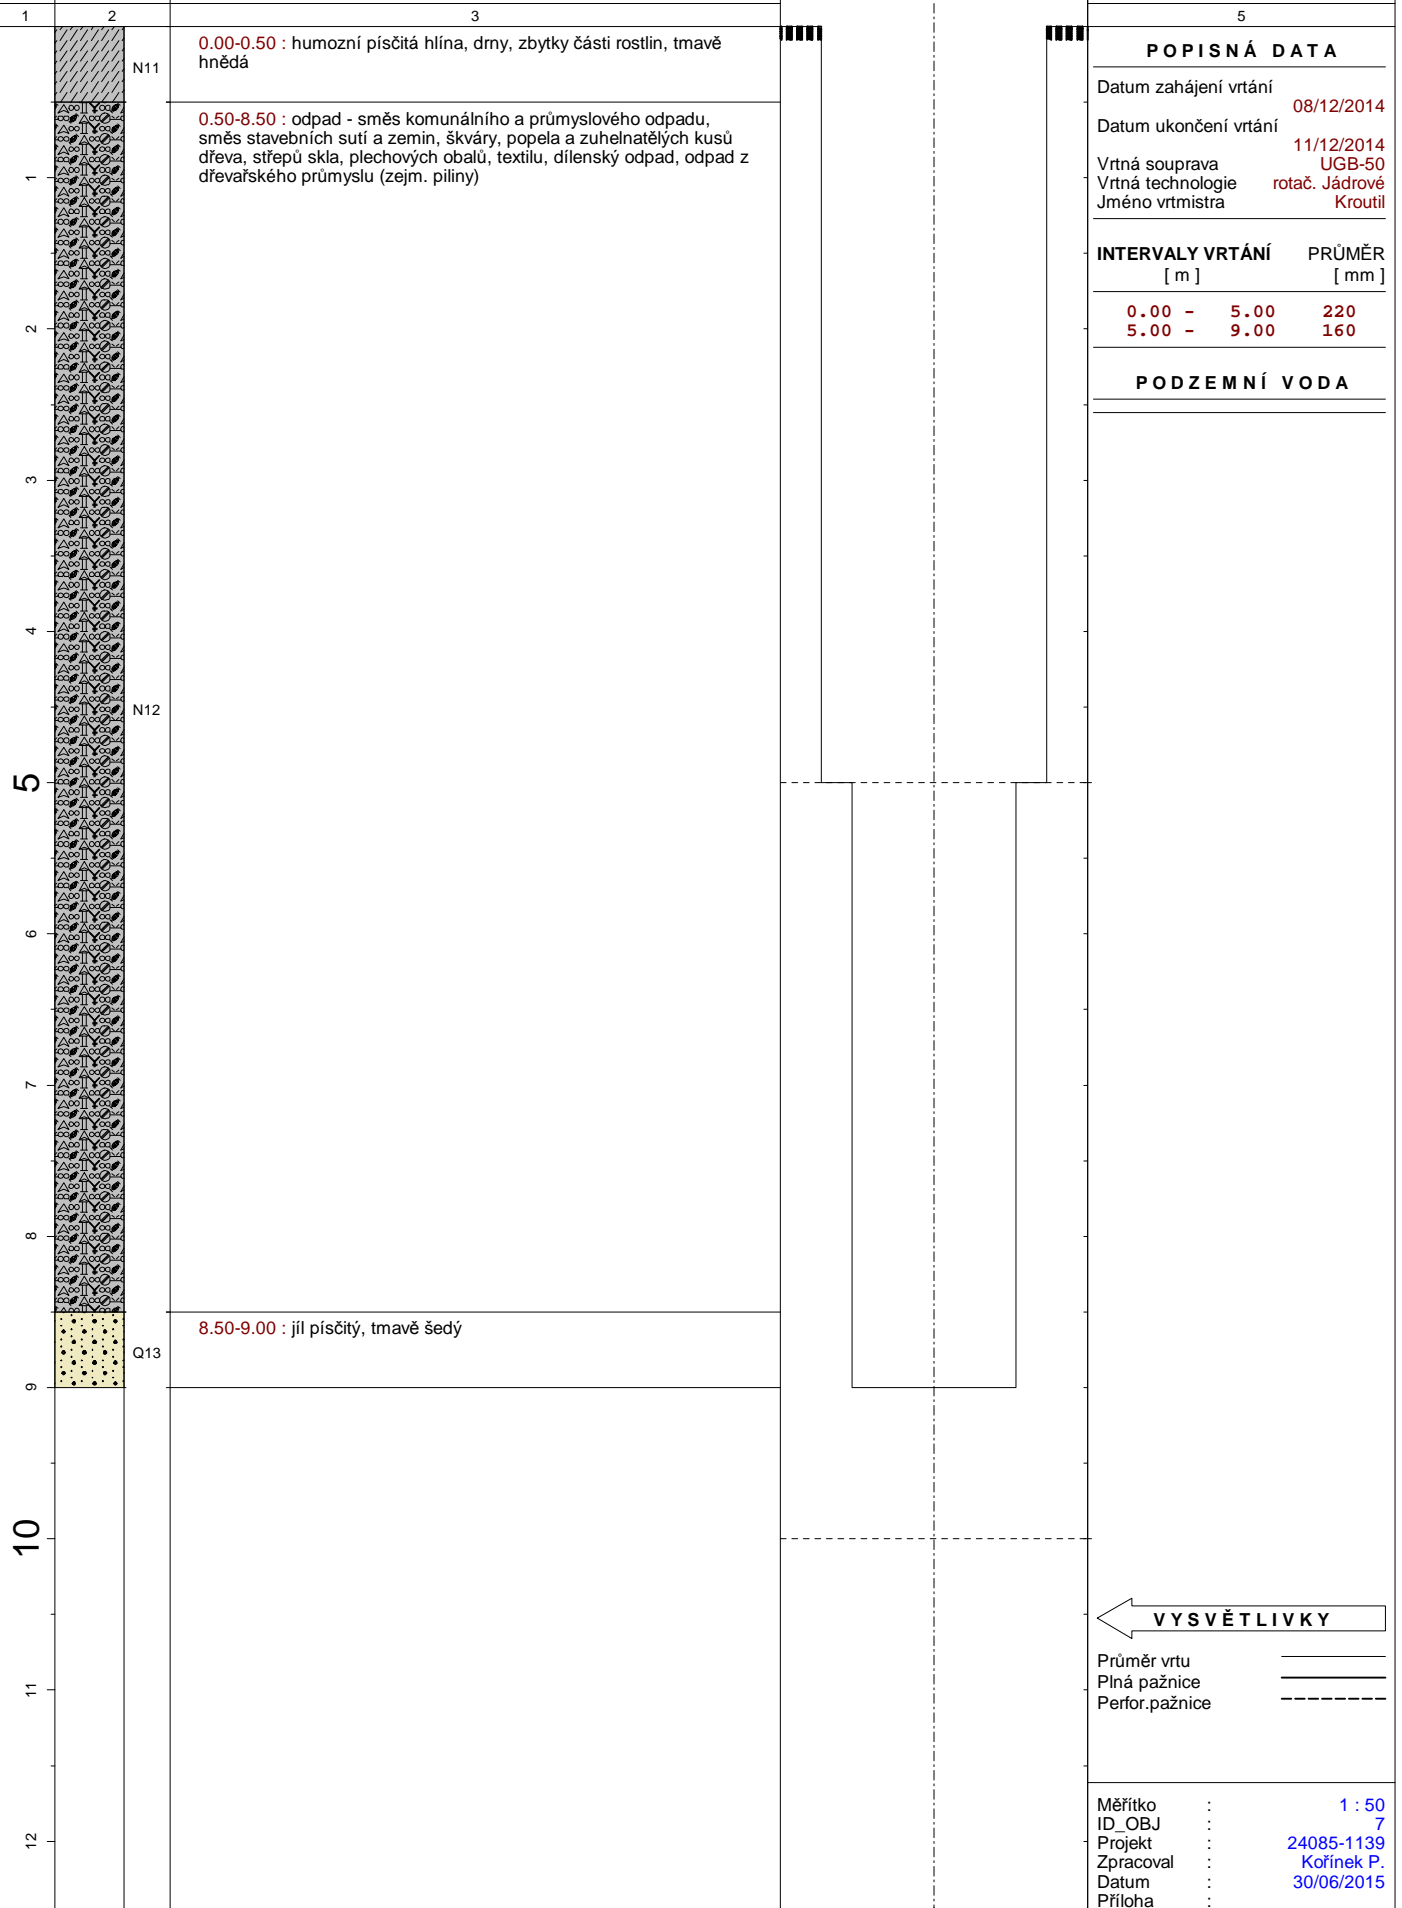 1 2 3 5
N11
0.00-0.50 : humozní písčitá hlína, drny, zbytky části rostlin, tmavě
hnědá
0.50-8.50 : odpad - směs komunálního a průmyslového odpadu,
směs stavebních sutí a zemin, škváry, popela a zuhelnatělých kusů
dřeva, střepů skla, plechových obalů, textilu, dílenský odpad, odpad z
dřevařského průmyslu (zejm. piliny)
N12
8.50-9.00 : jíl písčitý, tmavě šedý
Q13
1
2
3
4
5
6
7
8
9
10
11
12
POPISNÁ DATA
Datum zahájení vrtání
08/12/2014
Datum ukončení vrtání
11/12/2014
Vrtná souprava UGB-50
Vrtná technologie rotač. Jádrové
Jméno vrtmistra Kroutil
INTERVALY VRTÁNÍ PRŮMĚR
[ m ] [ mm ]
0.00 - 5.00 220
5.00 - 9.00 160
PODZEMNÍ VODA
VYSVĚTLIVKY
Průměr vrtu
Plná pažnice
Perfor.pažnice
Měřítko : 1 : 50
ID_OBJ : 7
Projekt : 24085-1139
Zpracoval : Kořínek P.
Datum : 30/06/2015
Příloha :